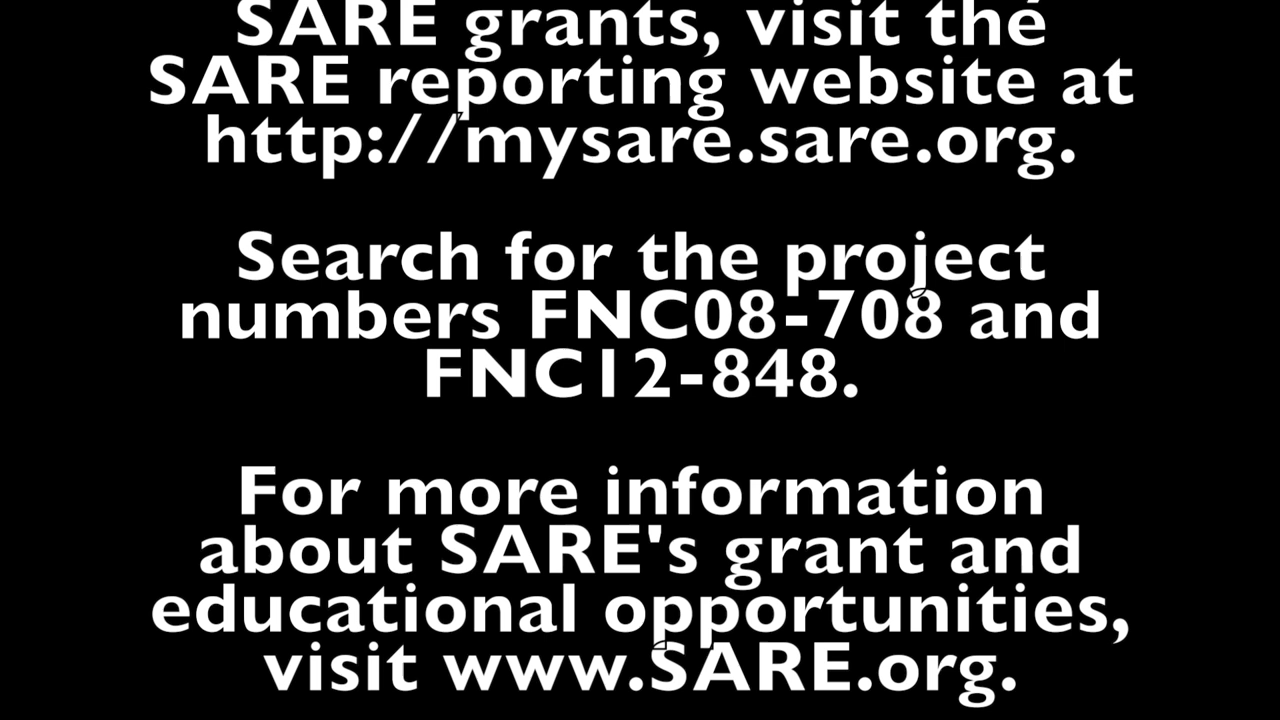 SARE grants, visit the
SARE reporting website at
http://mysare.sare.org.
Search for the project
numbers FNC08-708 and
FNC12-848.
For more information
about SARE's grant and
educational opportunities,
visit www.SARE.org.